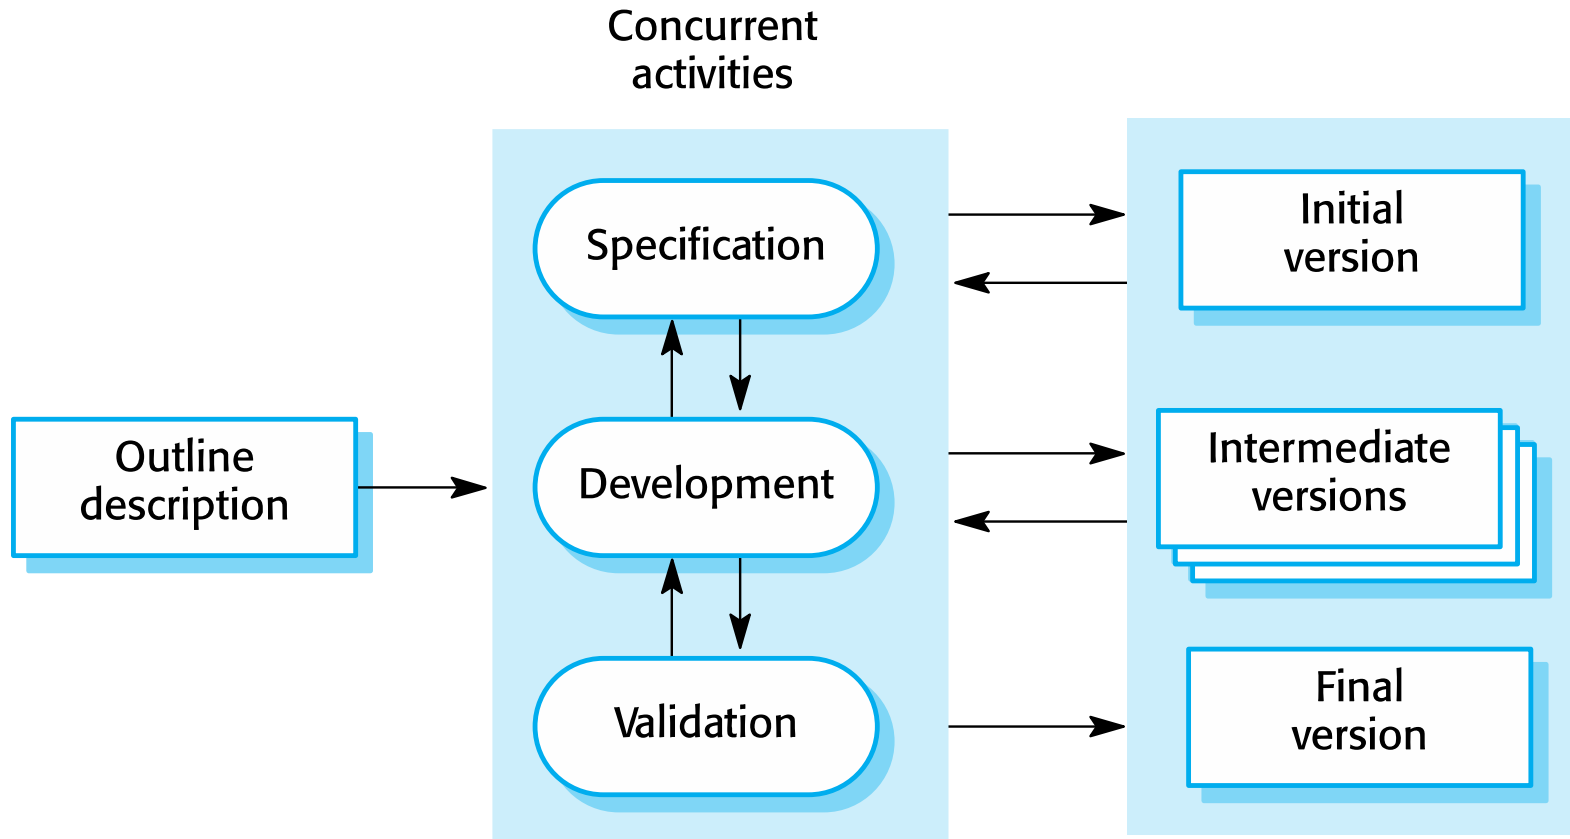 Concurrent
activities
Specification
Initial
version
Outline
description
Development
Intermediate
versions
Validation
Final
version